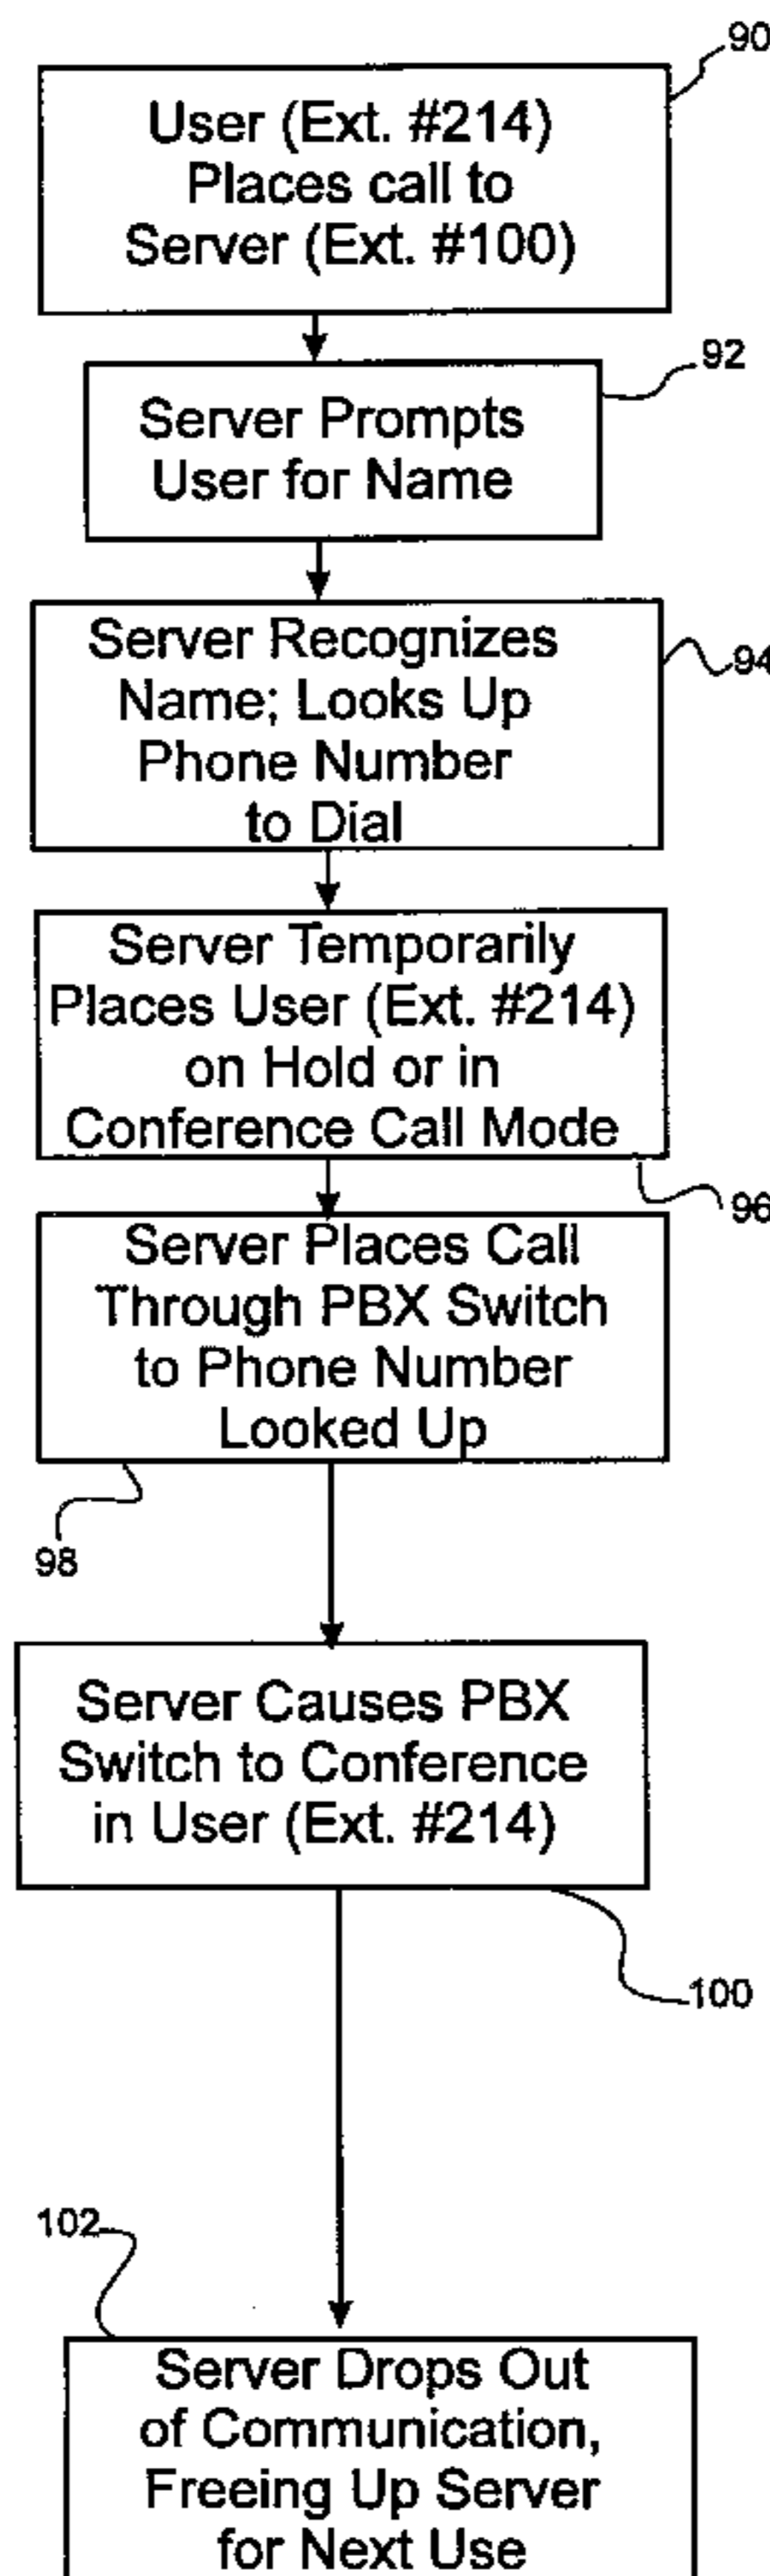 90
User (Ext. #214)
Places call to
Server (Ext. #100)
92
Server Prompts
User for Name
94
Server Recognizes
Name; Looks Up
Phone Number
to Dial
Server Temporarily
Places User (Ext. #214)
on Hold or in
Conference Call Mode
96
Server Places Call
Through PBX Switch
to Phone Number
Looked Up
98
Server Causes PBX
Switch to Conference
in User (Ext. #214)
100
102
Server Drops Out
of Communication,
Freeing Up Server
for Next Use